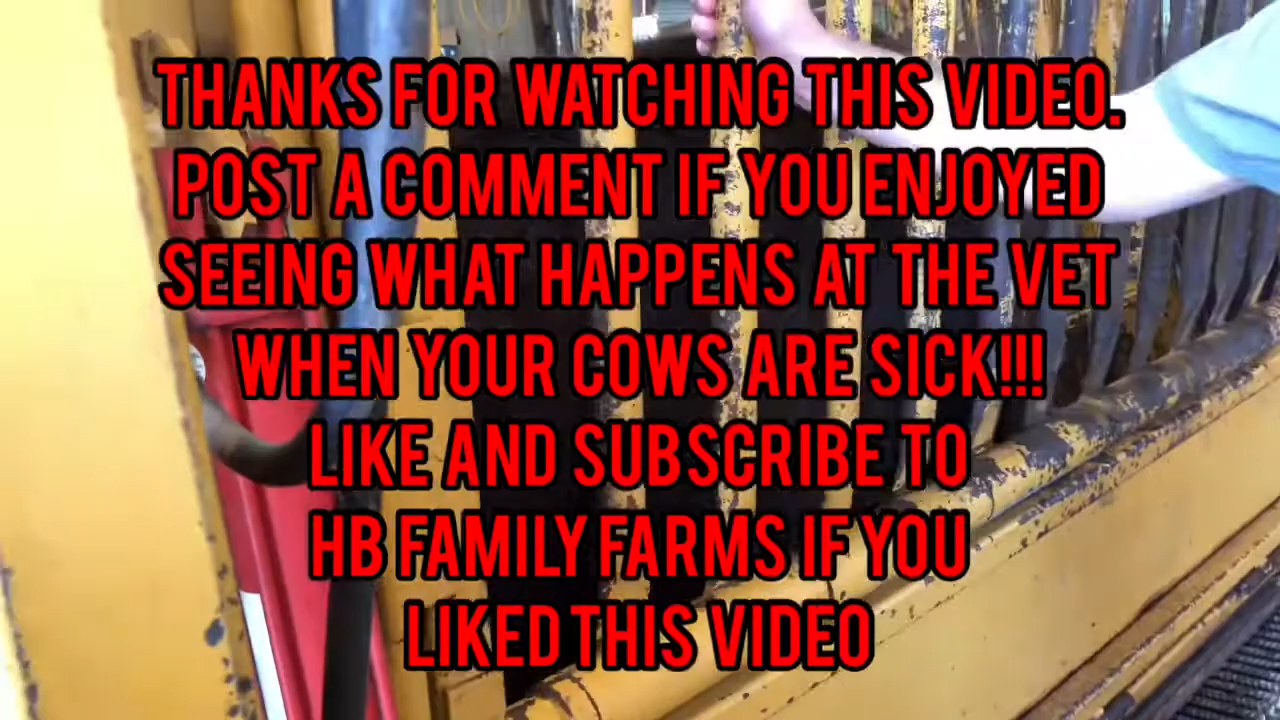 THANKS FOR WATCHING THIS VIDEO.
POST A COMMENT IF YOU ENJOYED
SEEING WHAT HAPPENS AT THE VET
WHEN YOUR COWS ARE SICK!!!
LIKE AND SUBSCRIBE TO
HB FAMILY FARMS IF YOU
LIKED THIS VIDEO